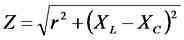 Z = √(r² + (X_L − X_C)²)